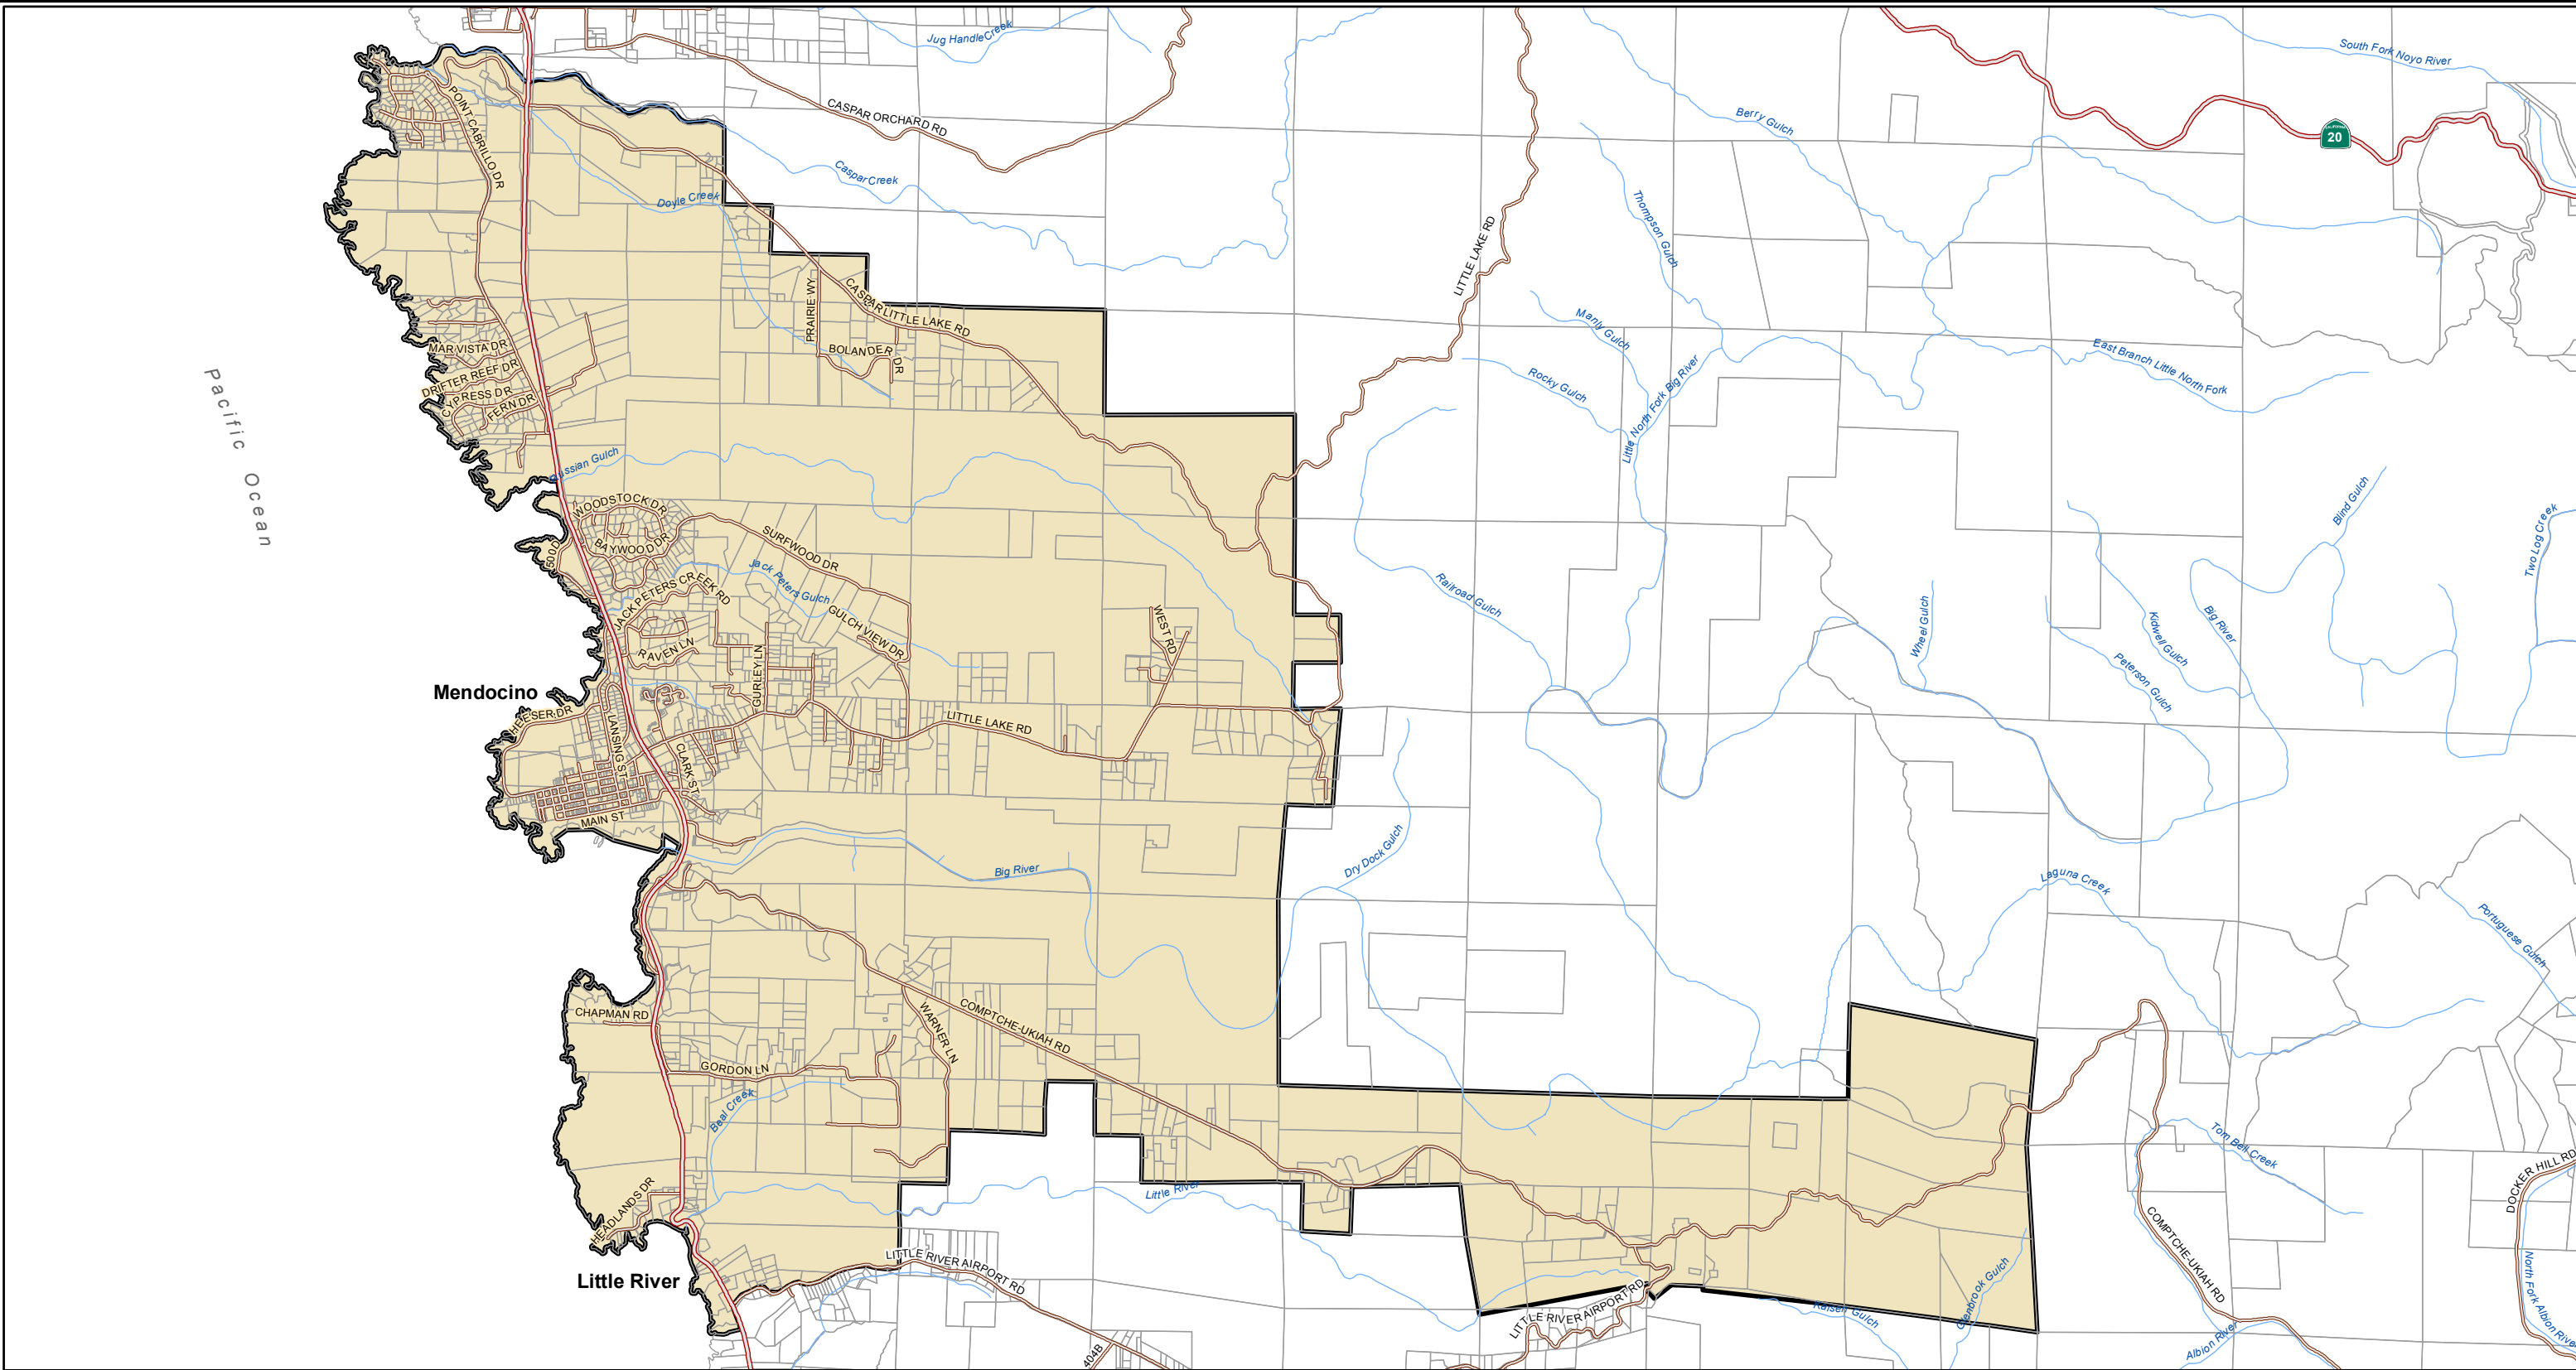 Jug Handle Creek
South Fork Noyo River
POINT CABRILLO DR
CASPAR ORCHARD RD
Berry Gulch
CALIFORNIA
20
Caspar Creek
Doyle Creek
Thompson Gulch
LITTLE LAKE RD
PRAIRIE WY
CASPAR LITTLE LAKE RD
Manly Gulch
MAR VISTA DR
BOLANDER DR
East Branch Little North Fork
DRIFTER REEF DR
Rocky Gulch
Little North Fork Big River
CYPRESS DR
FERN DR
Pacific Ocean
ssian Gulch
Blind Gulch
Two Log Creek
WOODSTOCK DR
BAYWOOD DR
500D
SURFWOOD DR
Jack Peters Gulch
JACK PETERS CREEK RD
Railroad Gulch
GULCH VIEW DR
WEST RD
Wheel Gulch
Kidwell Gulch
Big River
RAVEN LN
GURLEY LN
Peterson Gulch
Mendocino
HEESER DR
LANSING ST
LITTLE LAKE RD
CLARK ST
MAIN ST
Big River
Dry Dock Gulch
Laguna Creek
Portuguese Gulch
CHAPMAN RD
WARNER LN
COMPTCHE-UKIAH RD
GORDON LN
Beal Creek
Tom Bell Creek
DOCKER HILL RD
Little River
HEADLANDS DR
COMPTCHE-UKIAH RD
LITTLE RIVER AIRPORT RD
Little River
LITTLE RIVER AIRPORT RD
Kaisen Gulch
Glenbrook Gulch
North Fork Albion River
Albion River
404B